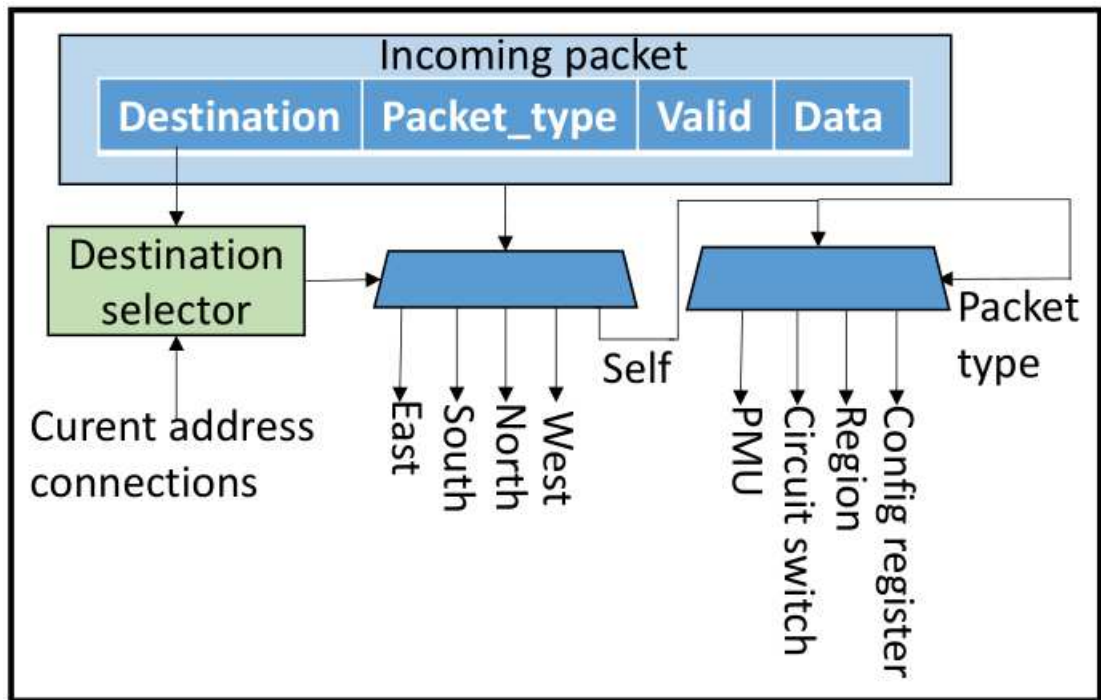 Incoming packet
Destination Packet_type Valid Data
Destination
selector
Curent address
connections
East
South
North
West
Self
PMU
Circuit switch
Region
Config register
Packet
type